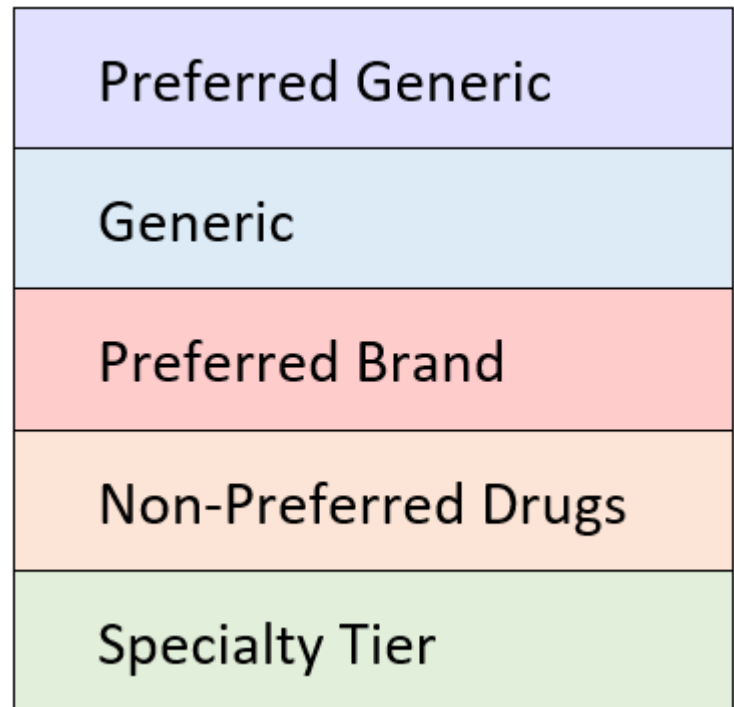 Preferred Generic
Generic
Preferred Brand
Non-Preferred Drugs
Specialty Tier